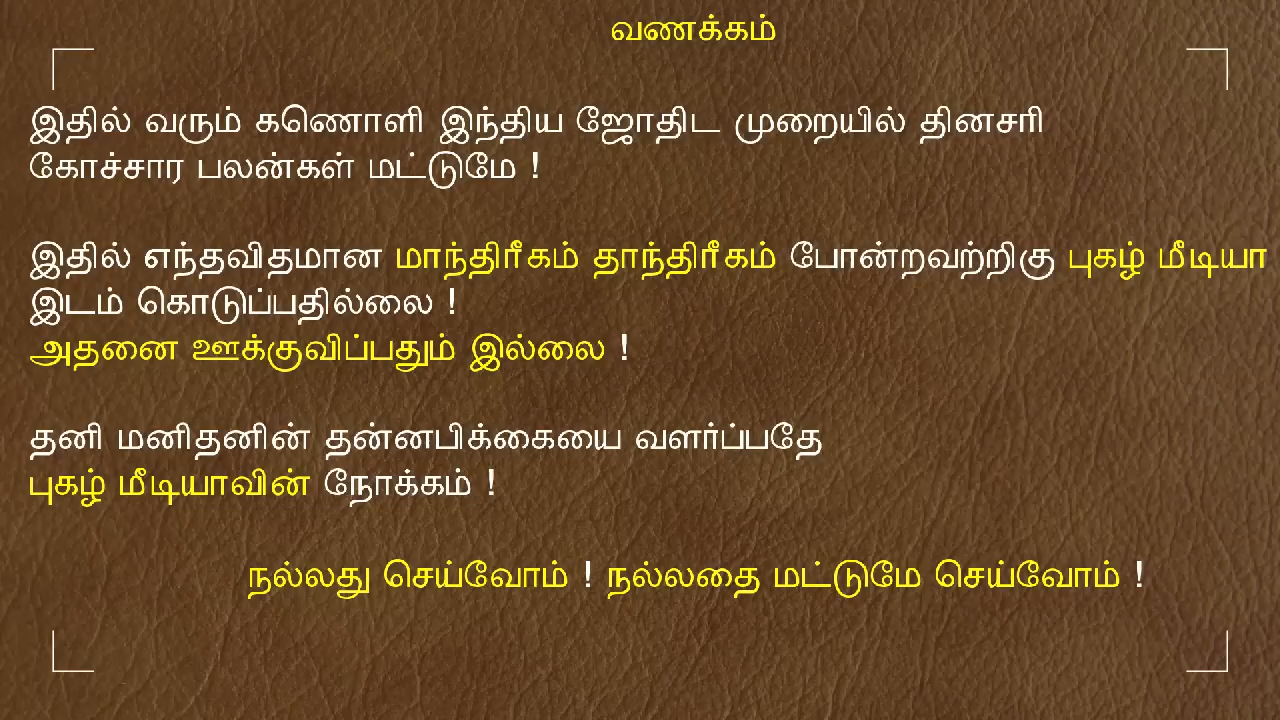 வணக்கம்
இதில் வரும் கணொளி இந்திய ஜோதிட முறையில் தினசரி
கோச்சார பலன்கள் மட்டுமே !
இதில் எந்தவிதமான மாந்திரீகம் தாந்திரீகம் போன்றவற்றிகு புகழ் மீடியா
இடம் கொடுப்பதில்லை !
அதனை ஊக்குவிப்பதும் இல்லை !
தனி மனிதனின் தன்னபிக்கையை வளர்ப்பதே
புகழ் மீடியாவின் நோக்கம் !
நல்லது செய்வோம் ! நல்லதை மட்டுமே செய்வோம் !